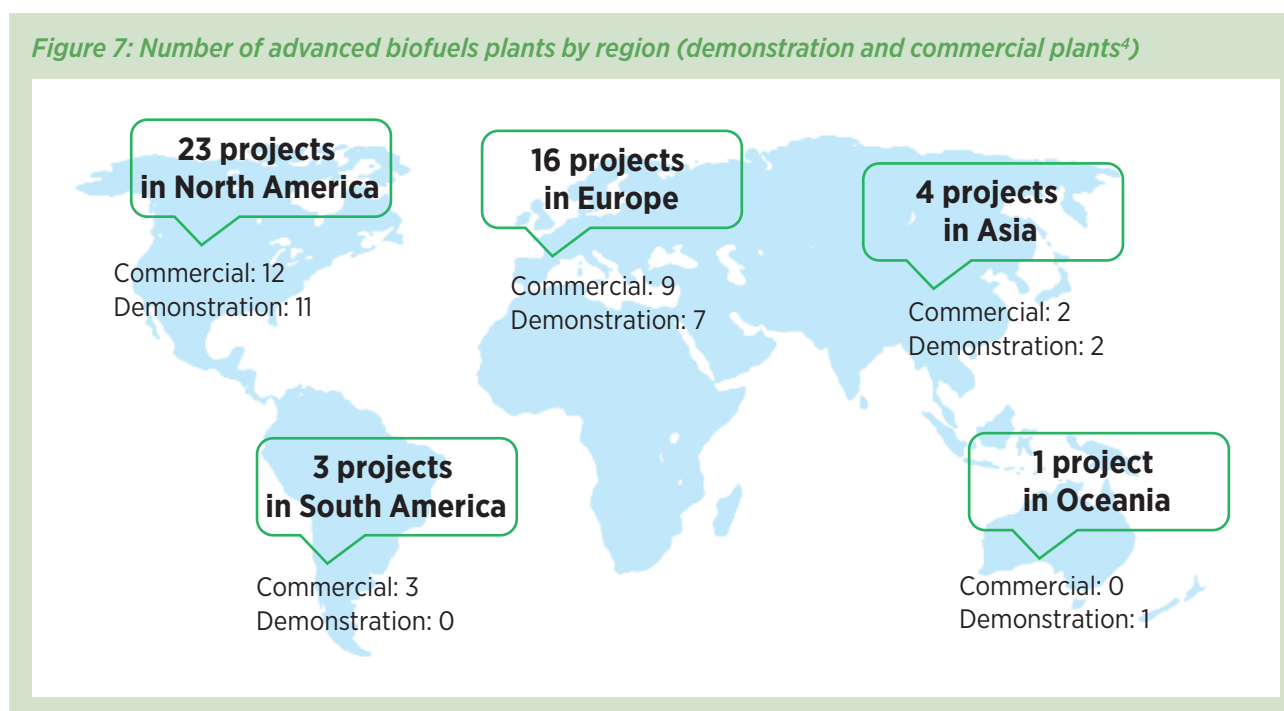 Figure 7: Number of advanced biofuels plants by region (demonstration and commercial plants⁴)
23 projects
in North America
Commercial: 12
Demonstration: 11
16 projects
in Europe
Commercial: 9
Demonstration: 7
4 projects
in Asia
Commercial: 2
Demonstration: 2
3 projects
in South America
Commercial: 3
Demonstration: 0
1 project
in Oceania
Commercial: 0
Demonstration: 1